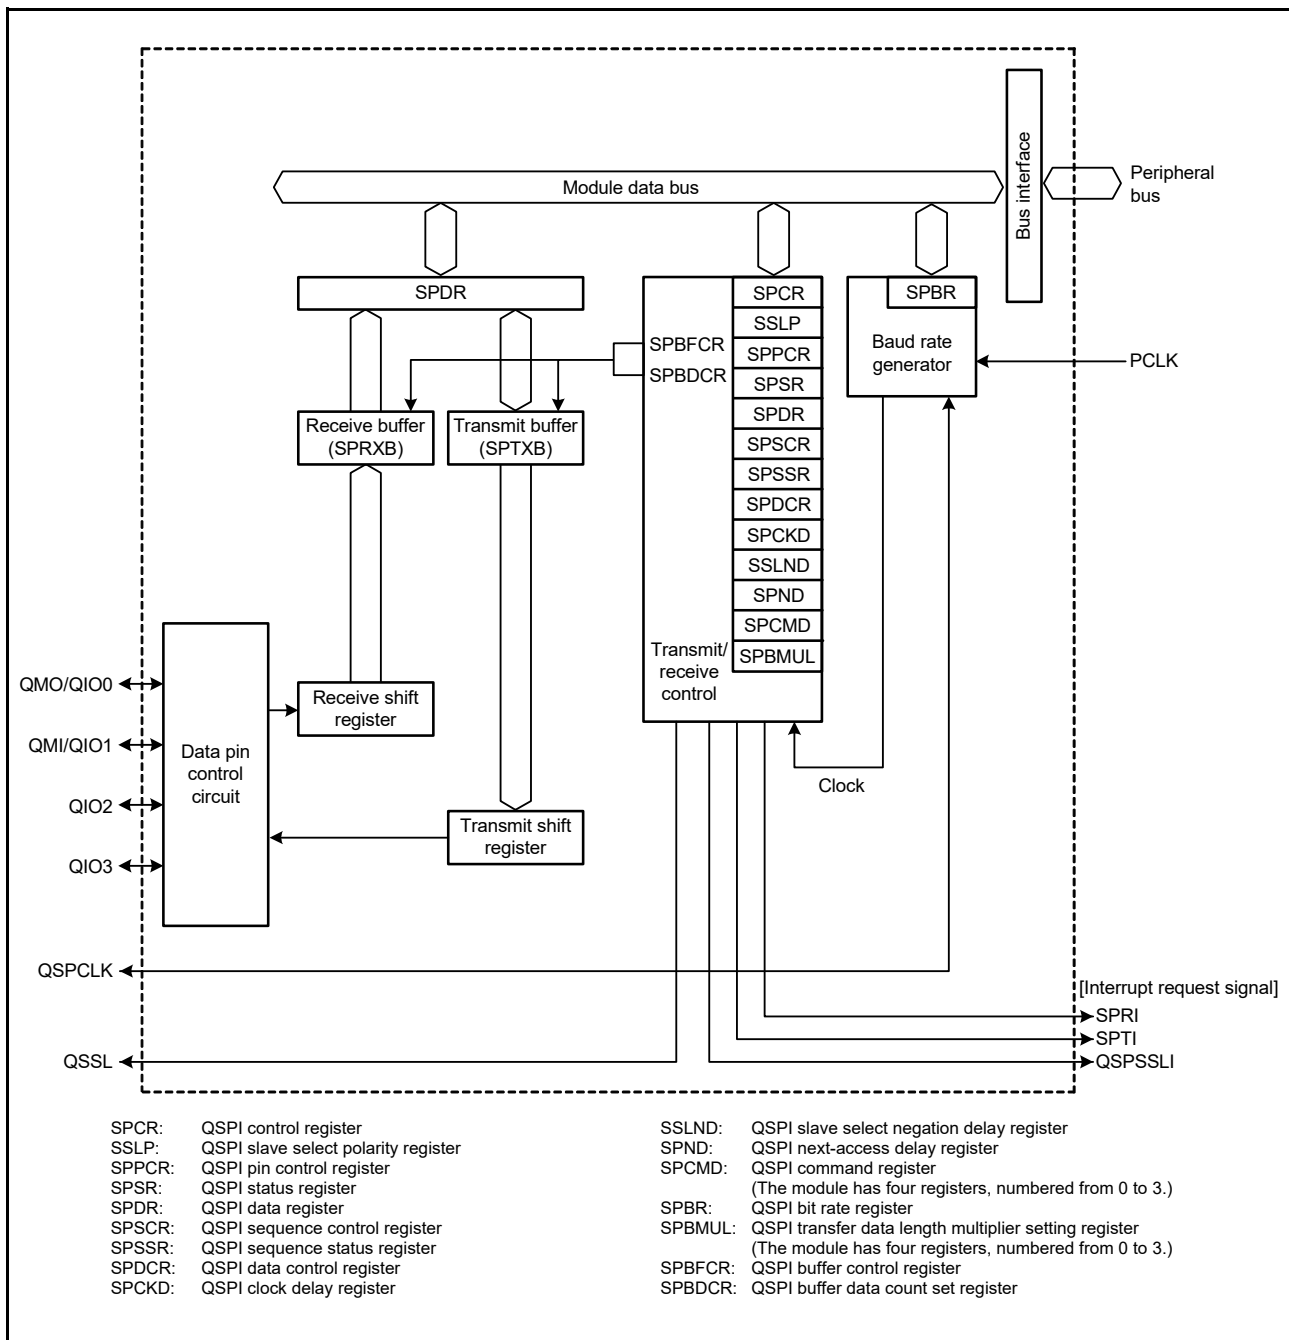 Module data bus
Bus interface
Peripheral
bus
SPDR
SPBFCR
SPBDCR
SPCR
SSLP
SPPCR
SPSR
SPDR
SPSCR
SPSSR
SPDCR
SPCKD
SSLND
SPND
SPCMD
SPBMUL
Transmit/
receive
control
SPBR
Baud rate
generator
PCLK
Receive buffer
(SPRXB)
Transmit buffer
(SPTXB)
QMO/QIO0
QMI/QIO1
QIO2
QIO3
Data pin
control
circuit
Receive shift
register
Transmit shift
register
Clock
QSPCLK
QSSL
[Interrupt request signal]
SPRI
SPTI
QSPSSLI
SPCR: QSPI control register
SSLP: QSPI slave select polarity register
SPPCR: QSPI pin control register
SPSR: QSPI status register
SPDR: QSPI data register
SPSCR: QSPI sequence control register
SPSSR: QSPI sequence status register
SPDCR: QSPI data control register
SPCKD: QSPI clock delay register
SSLND: QSPI slave select negation delay register
SPND: QSPI next-access delay register
SPCMD: QSPI command register
(The module has four registers, numbered from 0 to 3.)
SPBR: QSPI bit rate register
SPBMUL: QSPI transfer data length multiplier setting register
(The module has four registers, numbered from 0 to 3.)
SPBFCR: QSPI buffer control register
SPBDCR: QSPI buffer data count set register